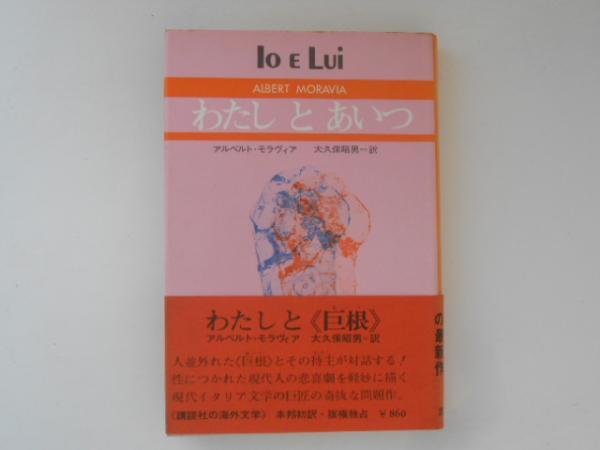 Io E Lui
ALBERT MORAVIA
わたしとあいつ
アルベルト・モラヴィア 大久保昭男=訳
わたしと《巨根》
アルベルト・モラヴィア 大久保昭男=訳
人並外れた《巨根》とその持主が対話する!
性につかれた現代人の悲喜劇を軽妙に描く
現代イタリア文学の巨匠の奇抜な問題作。
《講談社の海外文学》 本邦初訳・版権独占 ¥860
の最新作